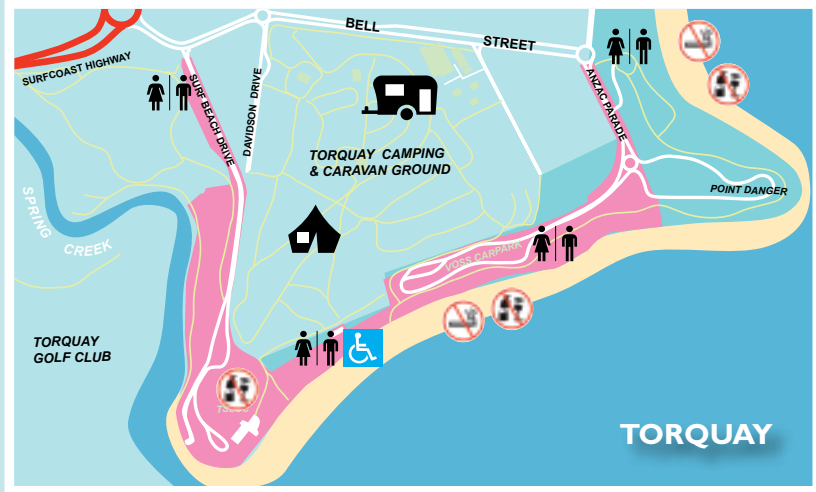 BELL
STREET
SURFCOAST HIGHWAY
SURF BEACH DRIVE
DAVIDSON DRIVE
ANZAC PARADE
TORQUAY CAMPING
& CARAVAN GROUND
POINT DANGER
SPRING
CREEK
VOSS CARPARK
TORQUAY
GOLF CLUB
TORQUAY